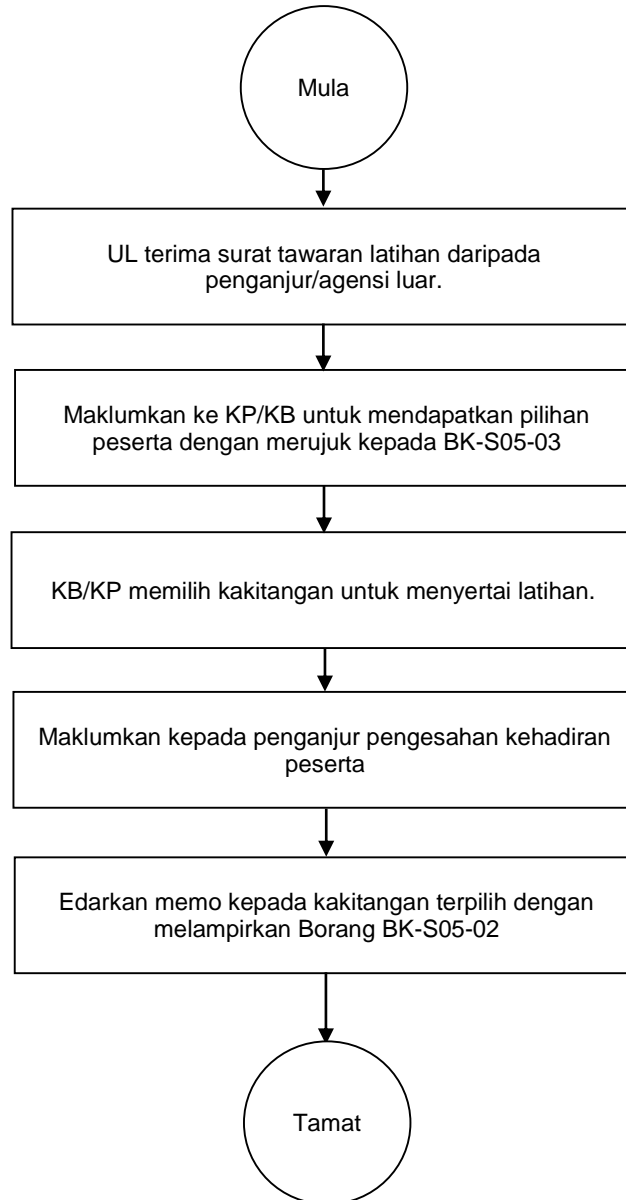 Mula
UL terima surat tawaran latihan daripada
penganjur/agensi luar.
Maklumkan ke KP/KB untuk mendapatkan pilihan
peserta dengan merujuk kepada BK-S05-03
KB/KP memilih kakitangan untuk menyertai latihan.
Maklumkan kepada penganjur pengesahan kehadiran
peserta
Edarkan memo kepada kakitangan terpilih dengan
melampirkan Borang BK-S05-02
Tamat